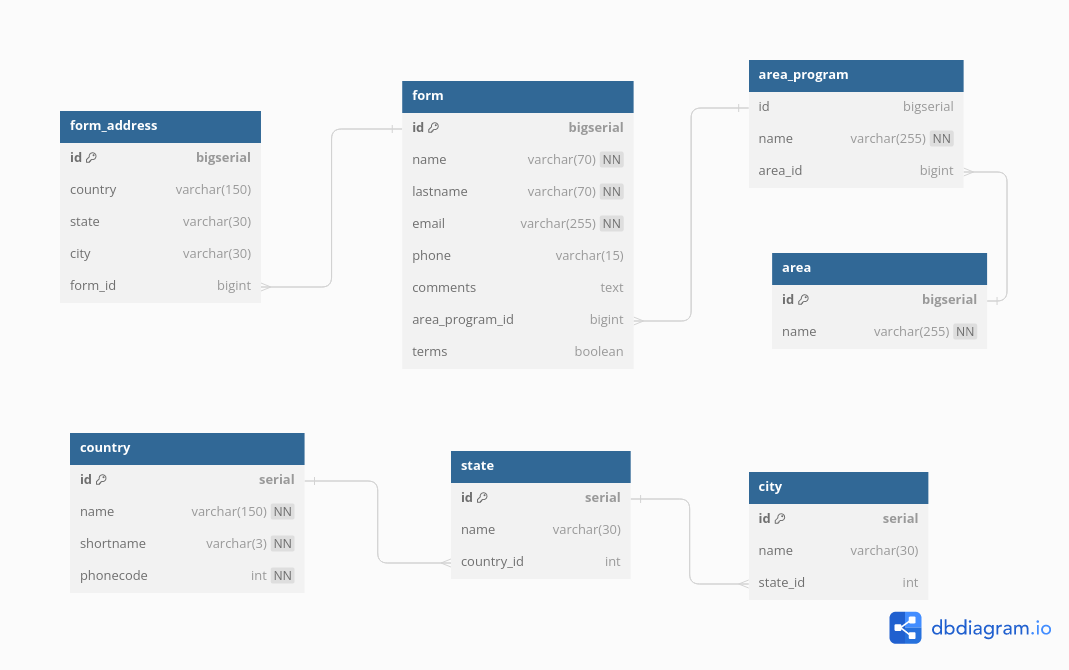 form_address
id bigserial
country varchar(150)
state varchar(30)
city varchar(30)
form_id bigint
form
id bigserial
name varchar(70) NN
lastname varchar(70) NN
email varchar(255) NN
phone varchar(15)
comments text
area_program_id bigint
terms boolean
area_program
id bigserial
name varchar(255) NN
area_id bigint
area
id bigserial
name varchar(255) NN
country
id serial
name varchar(150) NN
shortname varchar(3) NN
phonecode int NN
state
id serial
name varchar(30)
country_id int
city
id serial
name varchar(30)
state_id int
dbdiagram.io